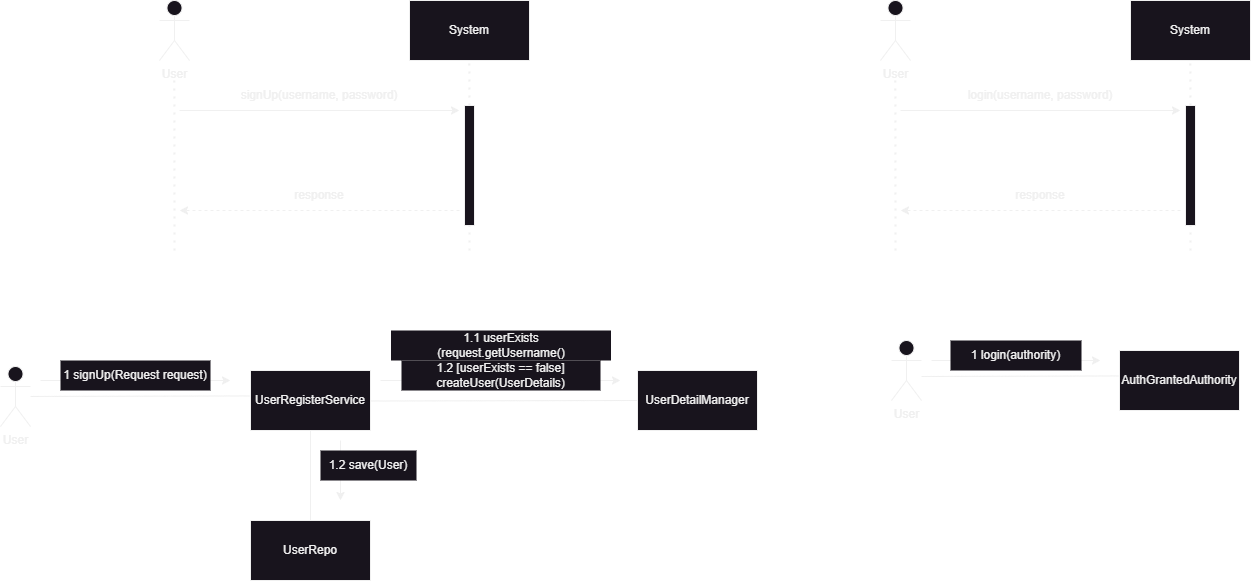 System
User
signUp(username, password)
response
System
User
login(username, password)
response
1 signUp(Request request)
User
1.1 userExists
(request.getUsername()
1.2 [userExists == false]
createUser(UserDetails)
UserRegisterService
UserDetailManager
1.2 save(User)
UserRepo
1 login(authority)
User
AuthGrantedAuthority